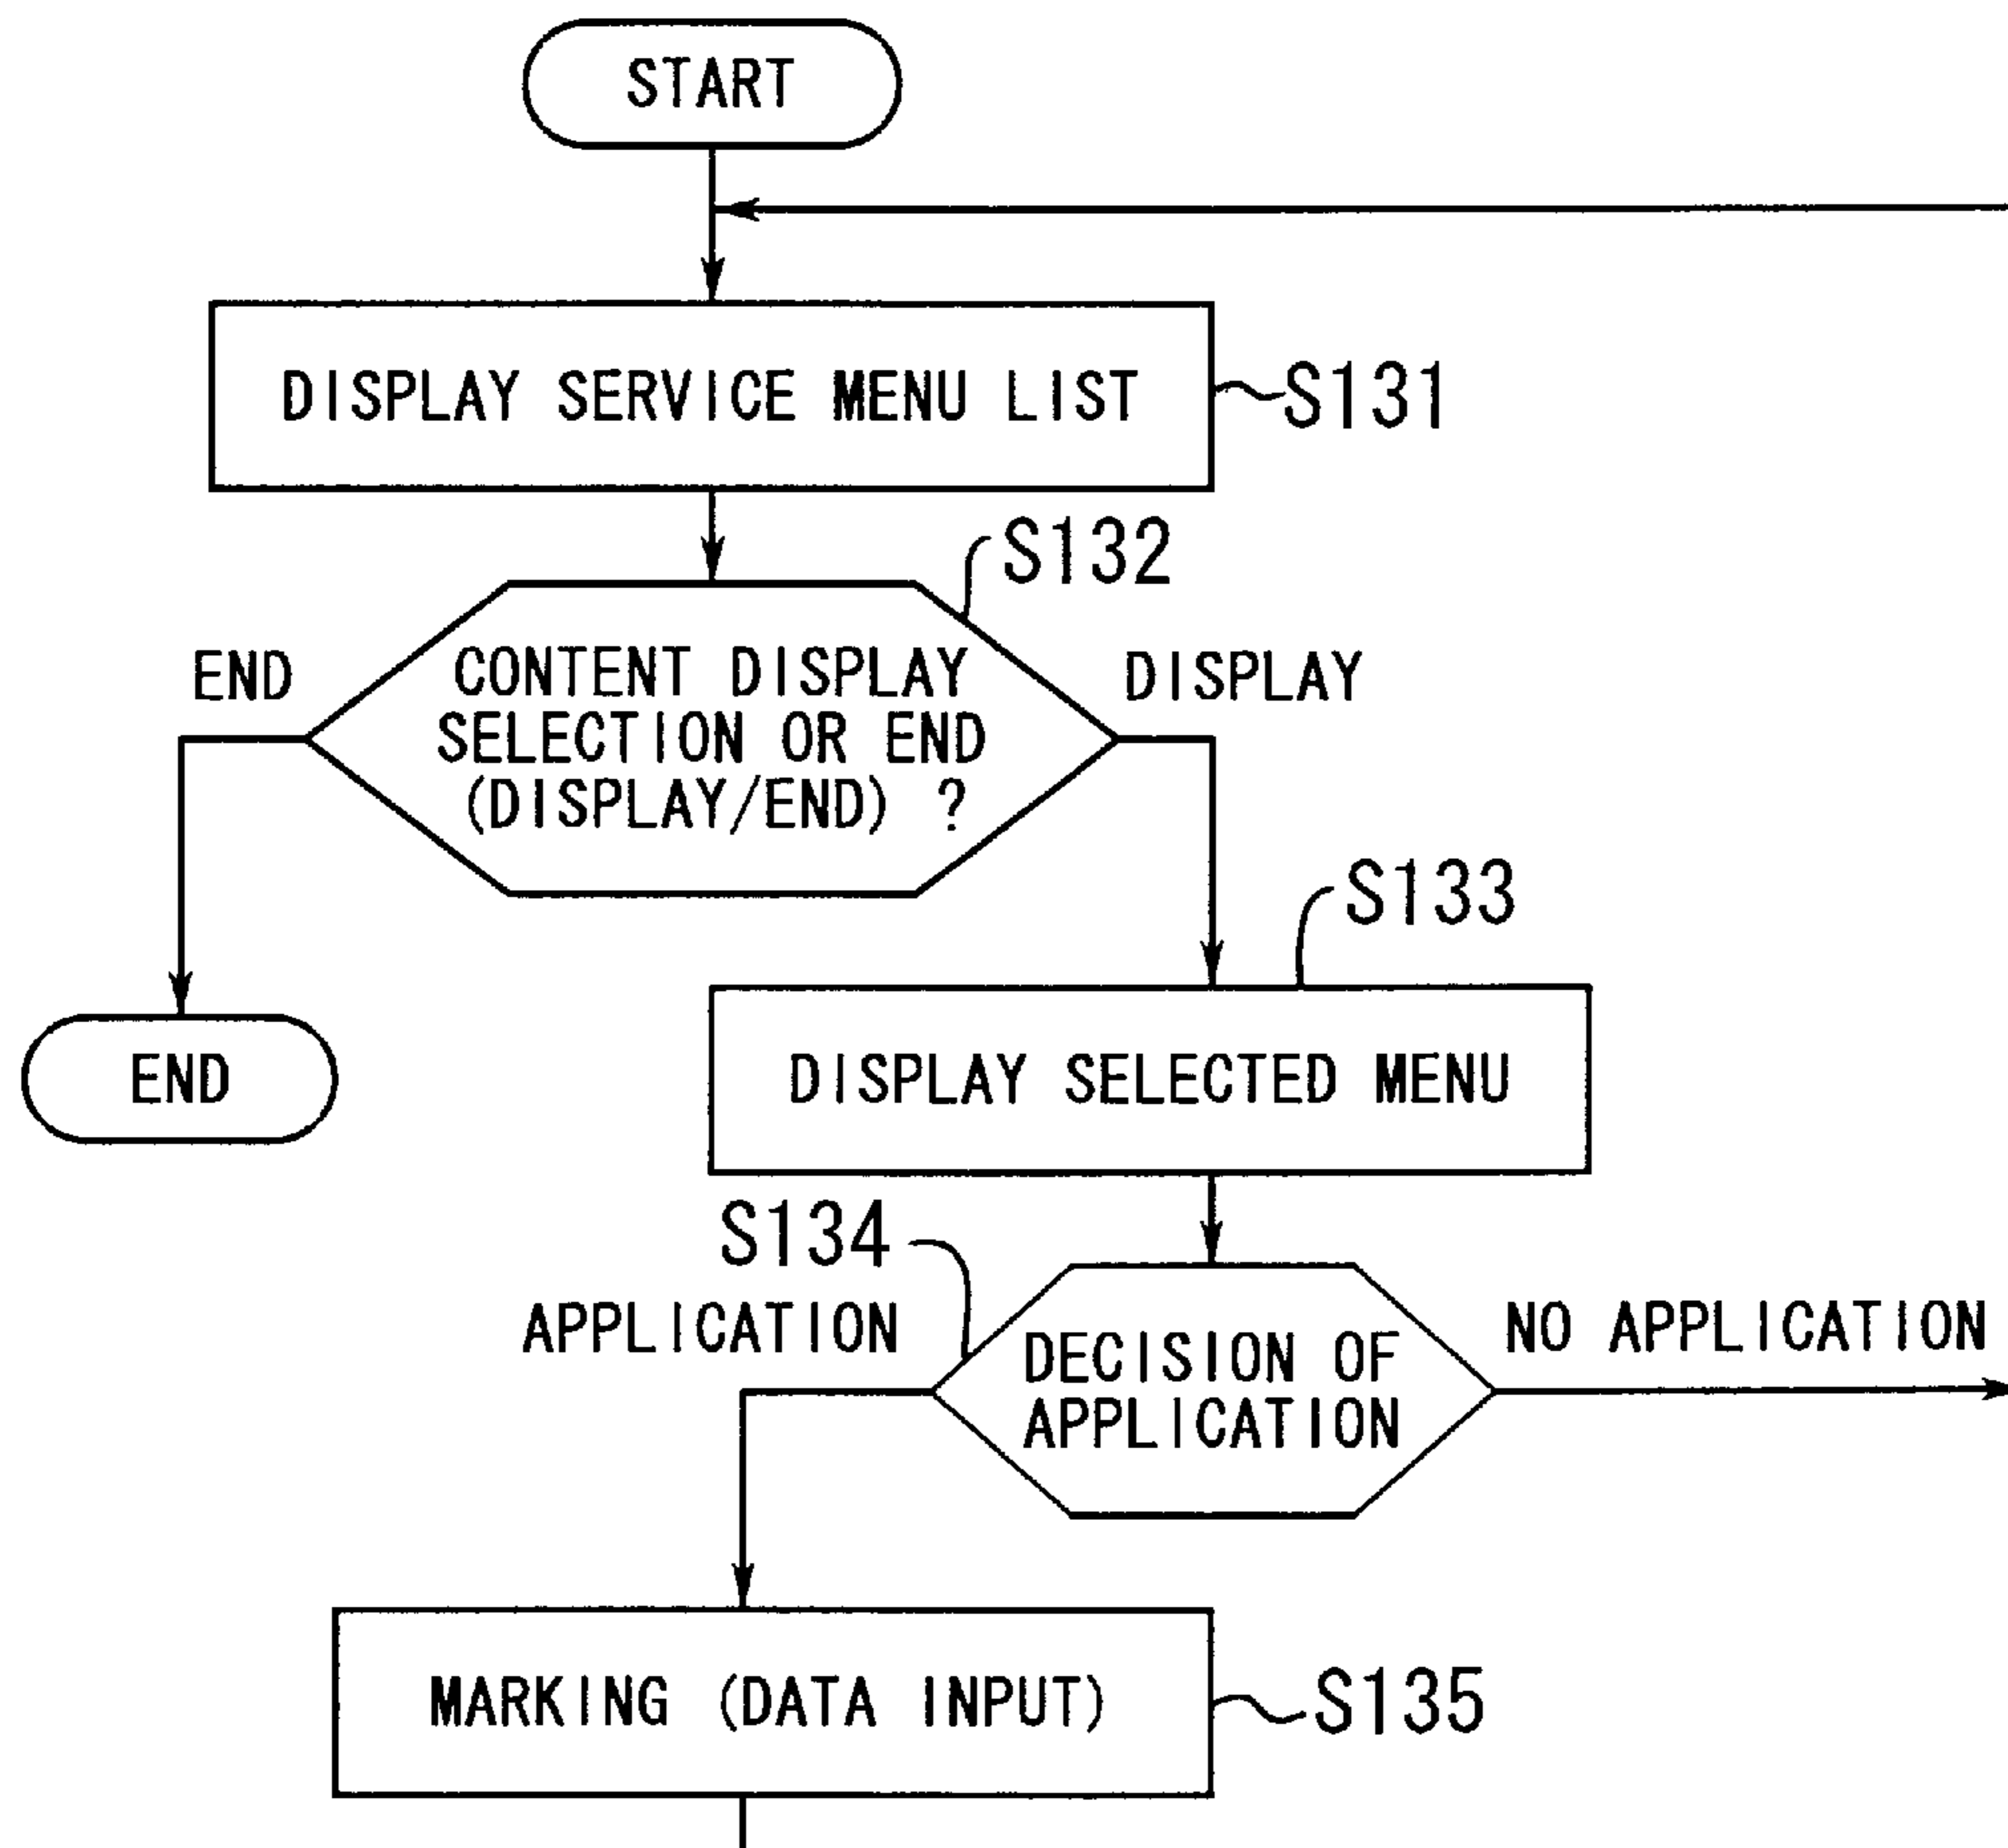 START
DISPLAY SERVICE MENU LIST
S131
S132
END
CONTENT DISPLAY
SELECTION OR END
(DISPLAY/END) ?
DISPLAY
S133
END
DISPLAY SELECTED MENU
S134
APPLICATION
DECISION OF
APPLICATION
NO APPLICATION
MARKING (DATA INPUT)
S135